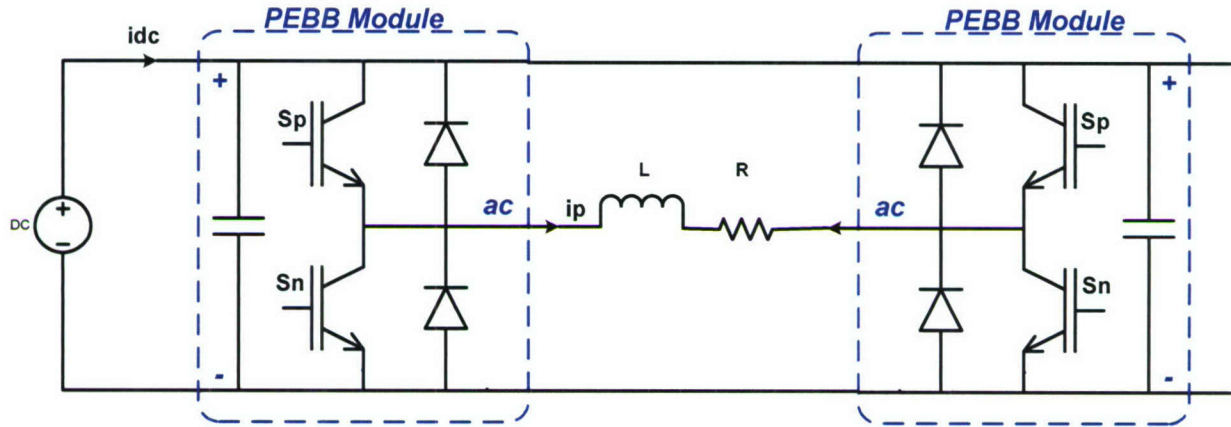 PEBB Module
PEBB Module
idc
+
+
Sp
Sp
L
R
ac
ip
ac
DC
+
-
Sn
Sn
-
-